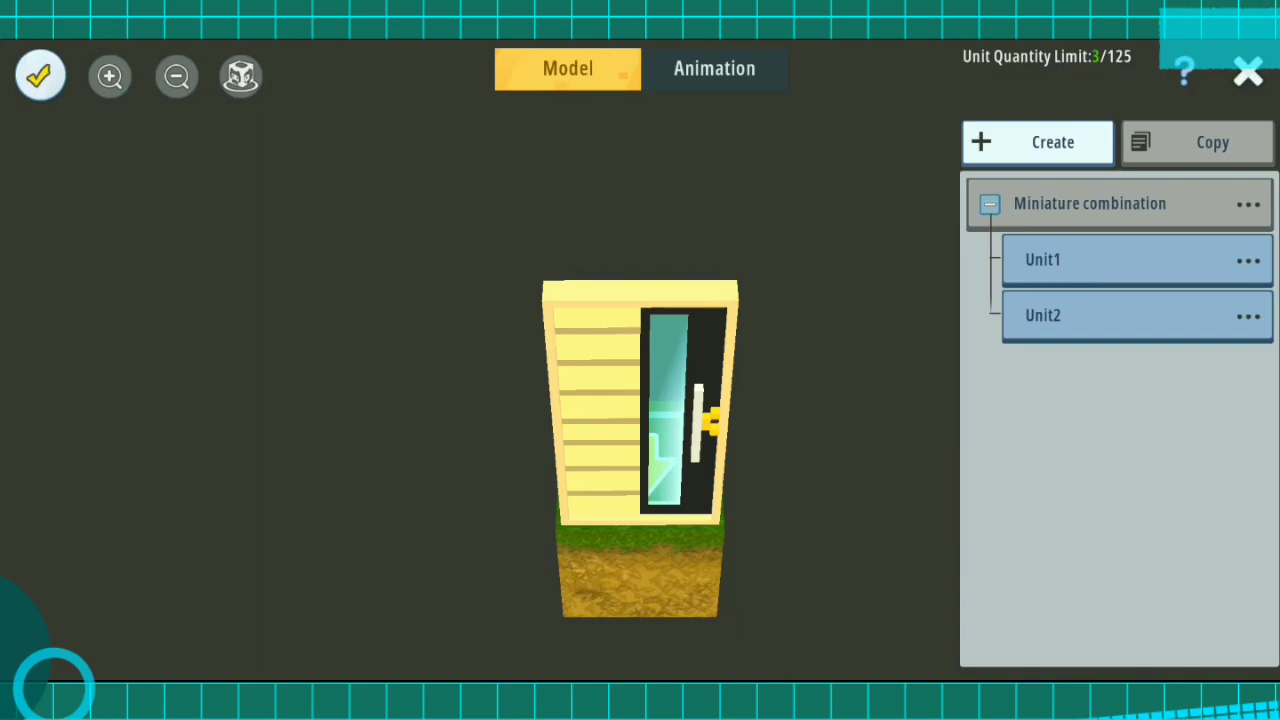 Model
Animation
Unit Quantity Limit:3/125
?
Create
Copy
Miniature combination
Unit1
Unit2